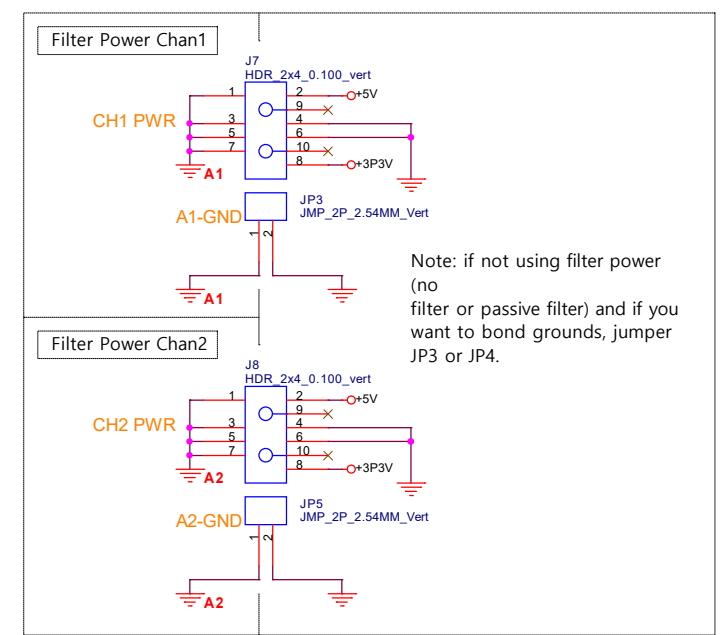 Filter Power Chan1
J7
HDR_2x4_0.100_vert
1
2
+5V
9
CH1 PWR
3
4
5
6
7
10
8
+3P3V
A1
JP3
JMP_2P_2.54MM_Vert
A1-GND
1
2
A1
Note: if not using filter power
(no
filter or passive filter) and if you
want to bond grounds, jumper
JP3 or JP4.
Filter Power Chan2
J8
HDR_2x4_0.100_vert
1
2
+5V
9
CH2 PWR
3
4
5
6
7
10
8
+3P3V
A2
JP5
JMP_2P_2.54MM_Vert
A2-GND
1
2
A2